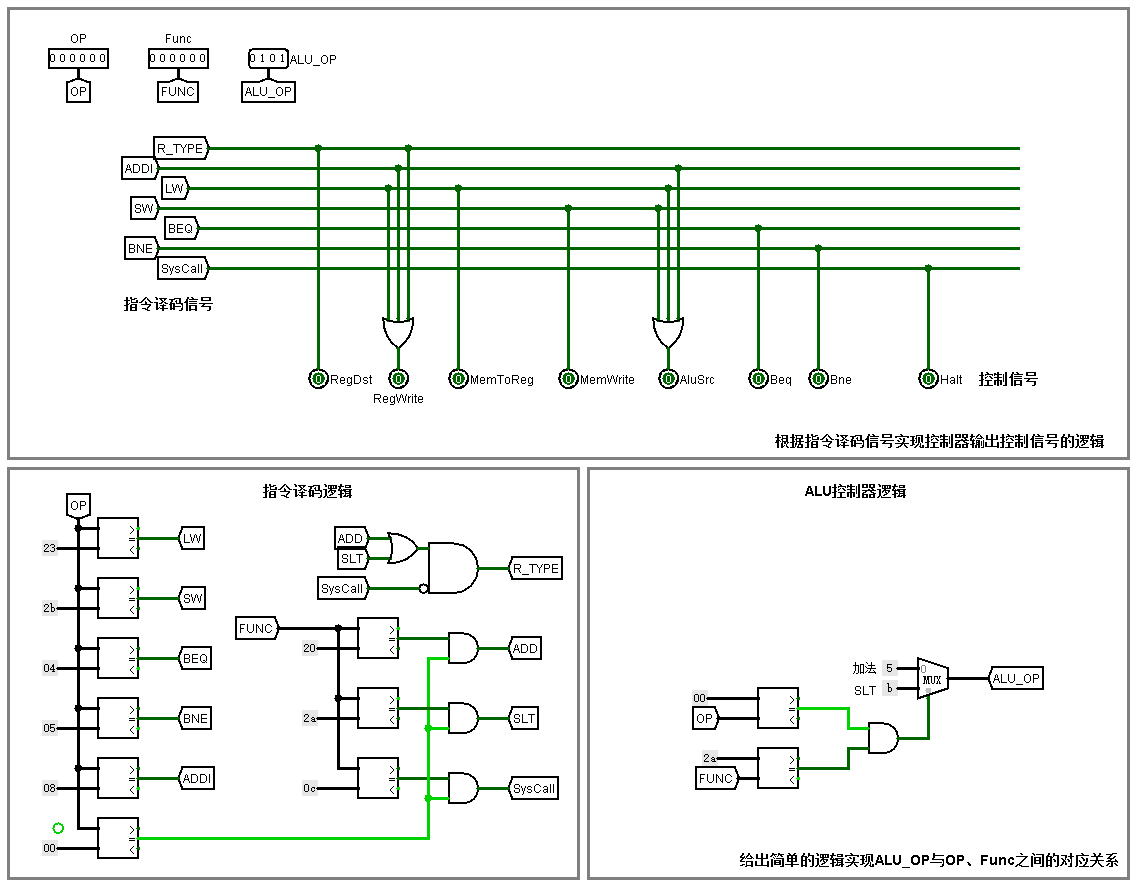 OP
Func
000000
000000
0101
ALU_OP
OP
FUNC
ALU_OP
R_TYPE
ADDI
LW
SW
BEQ
BNE
SysCall
指令译码信号
0
RegDst
0
RegWrite
0
MemToReg
0
MemWrite
0
AluSrc
0
Beq
0
Bne
0
Halt
控制信号
根据指令译码信号实现控制器输出控制信号的逻辑
指令译码逻辑
OP
23
>
=
<
LW
2b
>
=
<
SW
04
>
=
<
BEQ
05
>
=
<
BNE
08
>
=
<
ADDI
00
>
=
<
ADD
SLT
SysCall
R_TYPE
FUNC
20
>
=
<
ADD
2a
>
=
<
SLT
0c
>
=
<
SysCall
ALU控制器逻辑
加法
5
SLT
b
0
MUX
ALU_OP
00
OP
>
=
<
2a
FUNC
>
=
<
给出简单的逻辑实现ALU_OP与OP、Func之间的对应关系